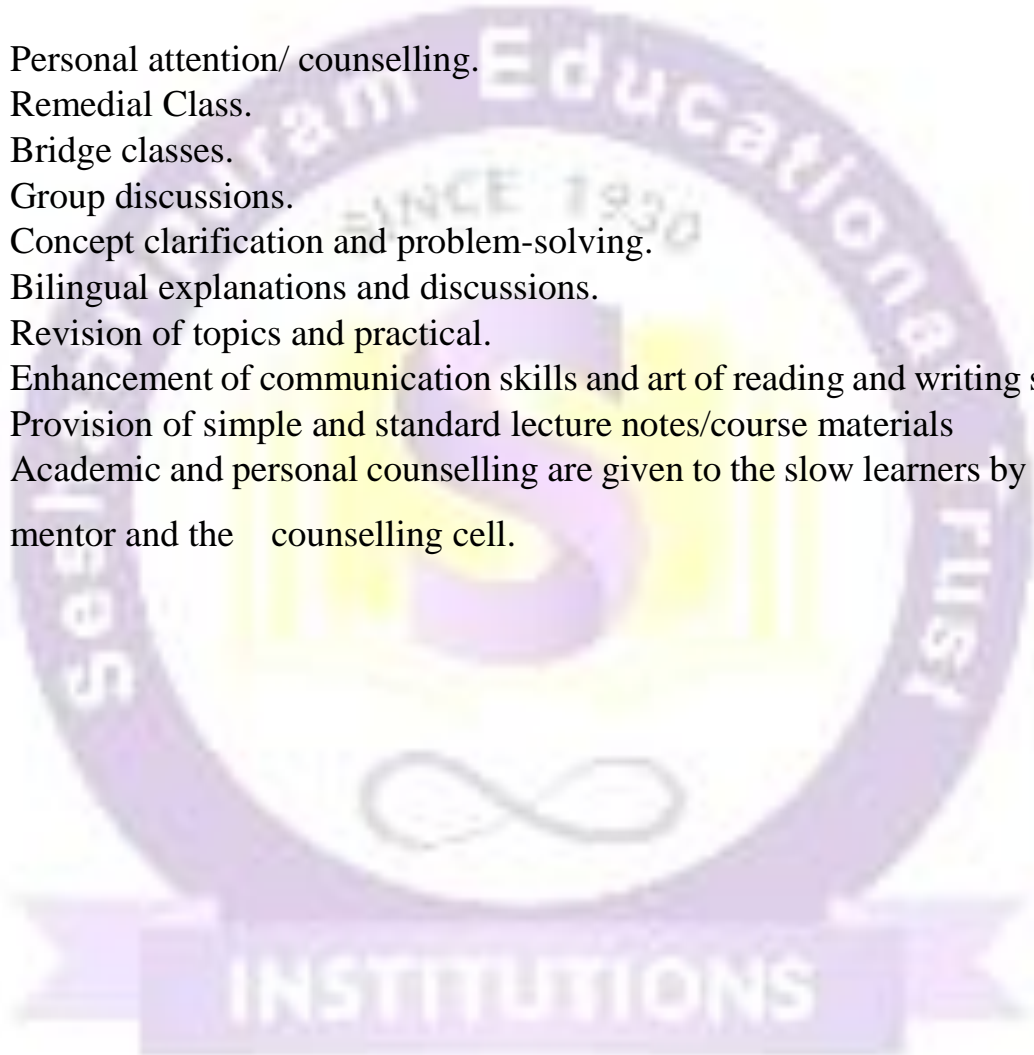 Personal attention/ counselling.
Remedial Class.
Bridge classes.
Group discussions.
Concept clarification and problem-solving.
Bilingual explanations and discussions.
Revision of topics and practical.
Enhancement of communication skills and art of reading and writing s
Provision of simple and standard lecture notes/course materials
Academic and personal counselling are given to the slow learners by
mentor and the counselling cell.
Educational Trust
SINCE 1930
INSTITUTIONS